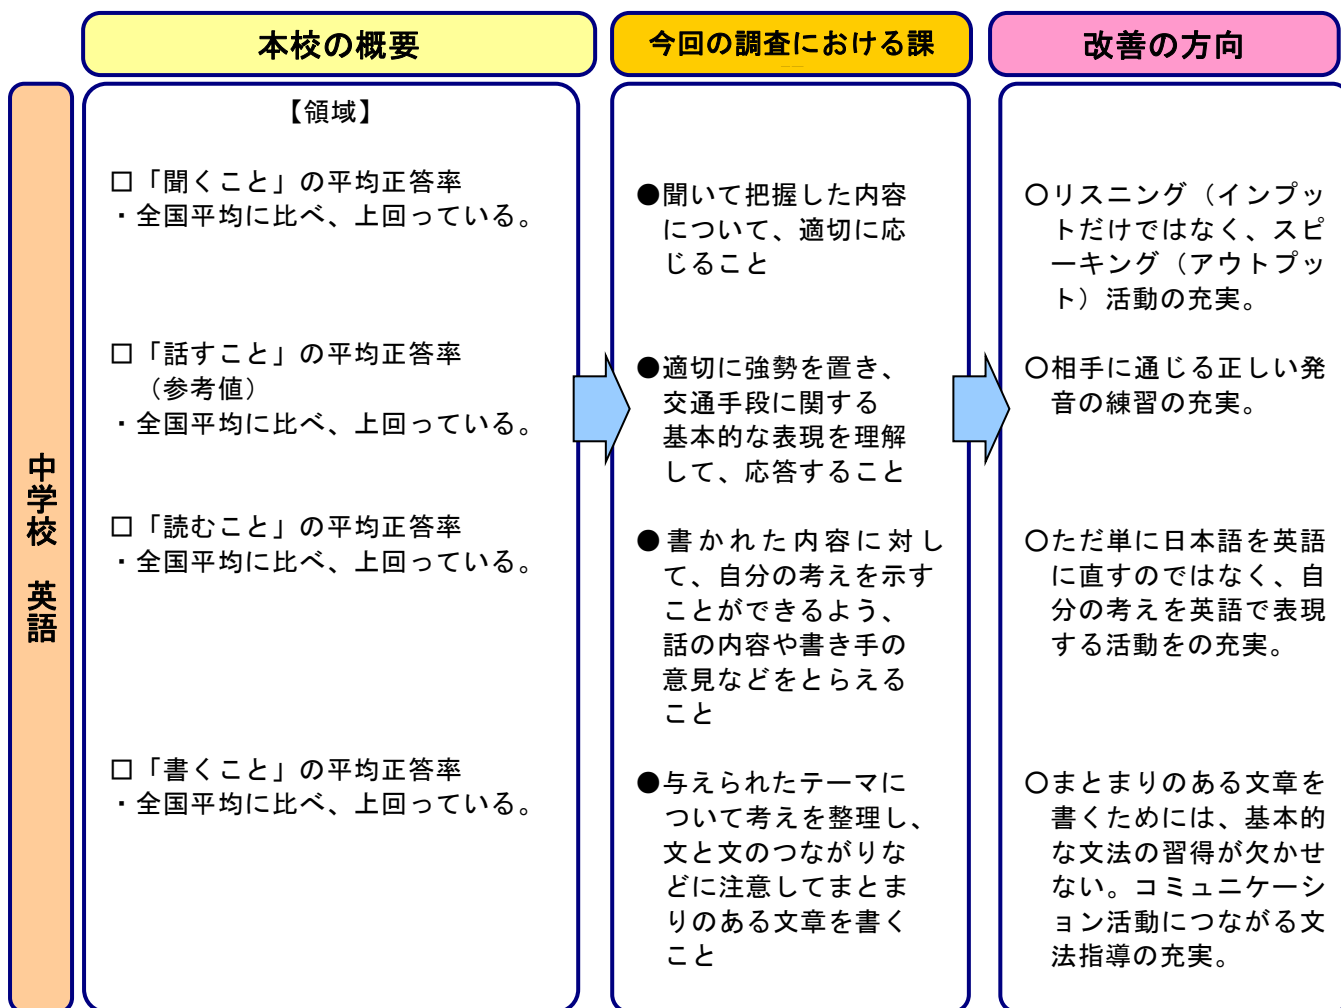 本校の概要
今回の調査における課
改善の方向
中学校　英語
【領域】
□「聞くこと」の平均正答率
・全国平均に比べ、上回っている。
□「話すこと」の平均正答率
（参考値）
・全国平均に比べ、上回っている。
□「読むこと」の平均正答率
・全国平均に比べ、上回っている。
□「書くこと」の平均正答率
・全国平均に比べ、上回っている。
●聞いて把握した内容
について、適切に応
じること
●適切に強勢を置き、
交通手段に関する
基本的な表現を理解
して、応答すること
●書かれた内容に対し
て、自分の考えを示す
ことができるよう、
話の内容や書き手の
意見などをとらえる
こと
●与えられたテーマに
ついて考えを整理し、
文と文のつながりな
どに注意してまとま
りのある文章を書く
こと
〇リスニング（インプッ
トだけではなく、スピ
ーキング（アウトプッ
ト）活動の充実。
〇相手に通じる正しい発
音の練習の充実。
〇ただ単に日本語を英語
に直すのではなく、自
分の考えを英語で表現
する活動をの充実。
〇まとまりのある文章を
書くためには、基本的
な文法の習得が欠かせ
ない。コミュニケーシ
ョン活動につながる文
法指導の充実。